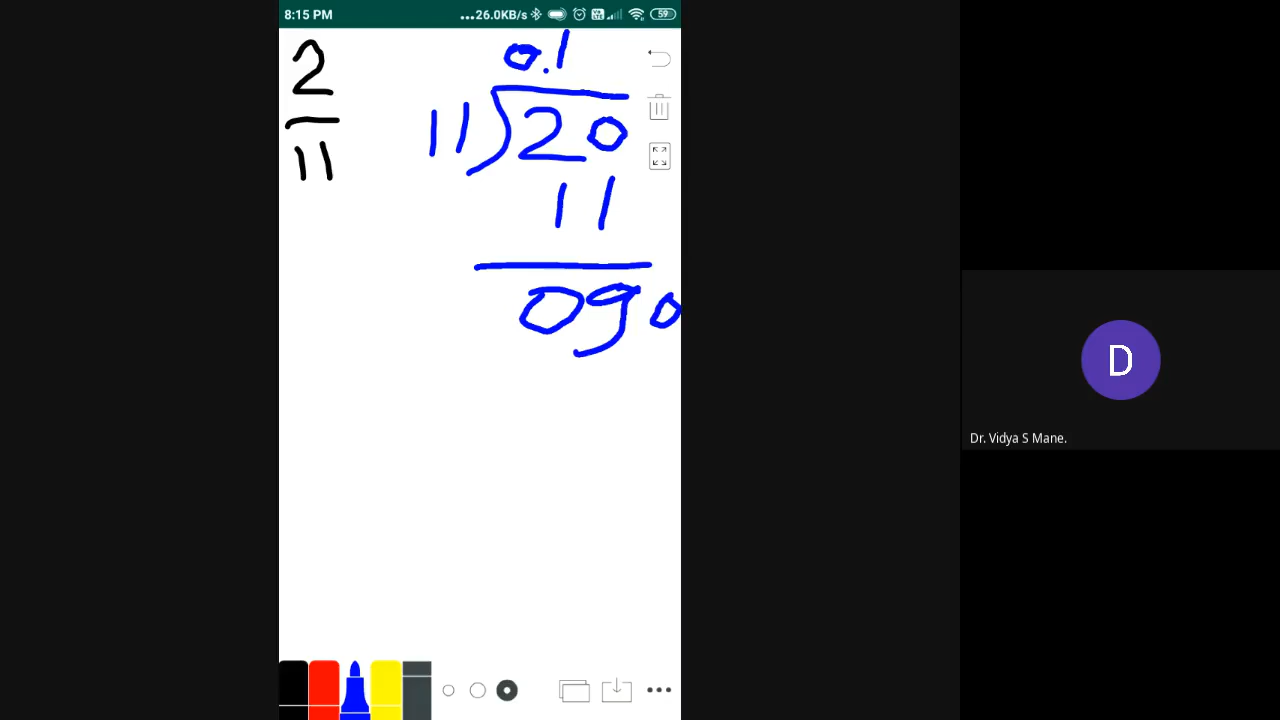 8:15 PM
...26.0KB/s
59
2
11
0.1
11)20
11
090
D
Dr. Vidya S Mane.